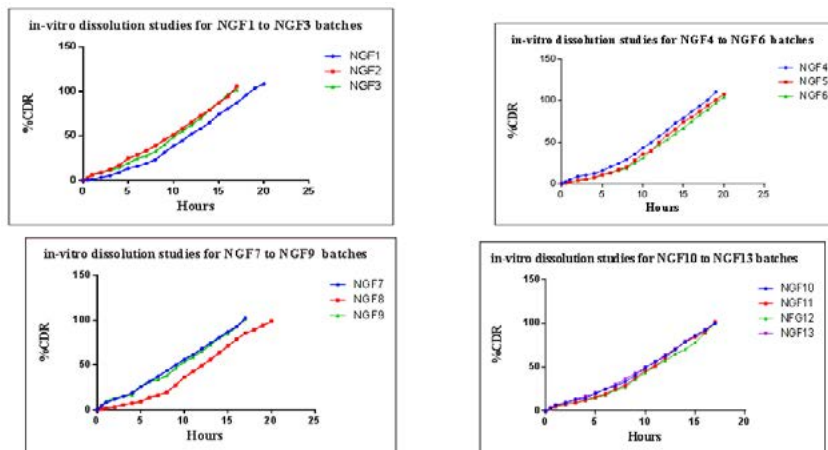 in-vitro dissolution studies for NGF1 to NGF3 batches
150
100
50
0
%CDR
0 5 10 15 20 25
Hours
NGF1
NGF2
NGF3
in-vitro dissolution studies for NGF4 to NGF6 batches
150
100
50
0
%CDR
0 5 10 15 20 25
Hours
NGF4
NGF5
NGF6
in-vitro dissolution studies for NGF7 to NGF9 batches
150
100
50
0
%CDR
0 5 10 15 20 25
Hours
NGF7
NGF8
NGF9
in-vitro dissolution studies for NGF10 to NGF13 batches
150
100
50
0
%CDR
0 5 10 15 20
Hours
NGF10
NGF11
NFG12
NGF13